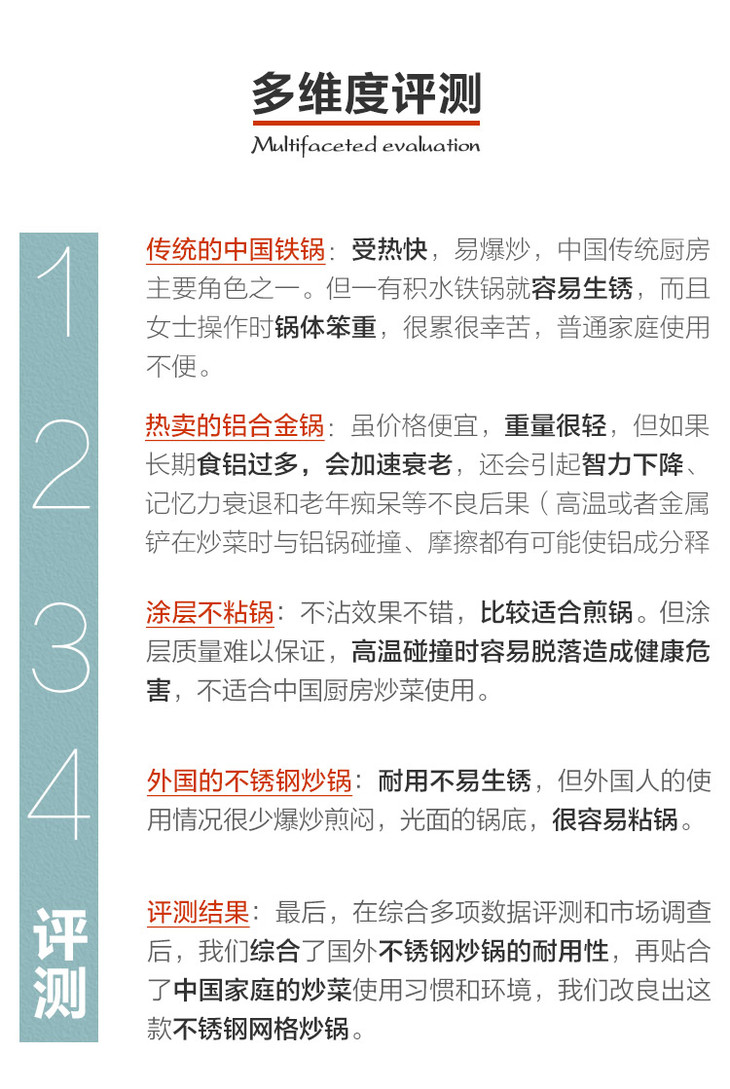 多维度评测
Multifaceted evaluation
1
传统的中国铁锅：受热快，易爆炒，中国传统厨房
主要角色之一。但一有积水铁锅就容易生锈，而且
女士操作时锅体笨重，很累很幸苦，普通家庭使用
不便。
2
热卖的铝合金锅：虽价格便宜，重量很轻，但如果
长期食铝过多，会加速衰老，还会引起智力下降、
记忆力衰退和老年痴呆等不良后果（高温或者金属
铲在炒菜时与铝锅碰撞、摩擦都有可能使铝成分释
3
涂层不粘锅：不沾效果不错，比较适合煎锅。但涂
层质量难以保证，高温碰撞时容易脱落造成健康危
害，不适合中国厨房炒菜使用。
4
外国的不锈钢炒锅：耐用不易生锈，但外国人的使
用情况很少爆炒煎闷，光面的锅底，很容易粘锅。
评测
评测结果：最后，在综合多项数据评测和市场调查
后，我们综合了国外不锈钢炒锅的耐用性，再贴合
了中国家庭的炒菜使用习惯和环境，我们改良出这
款不锈钢网格炒锅。